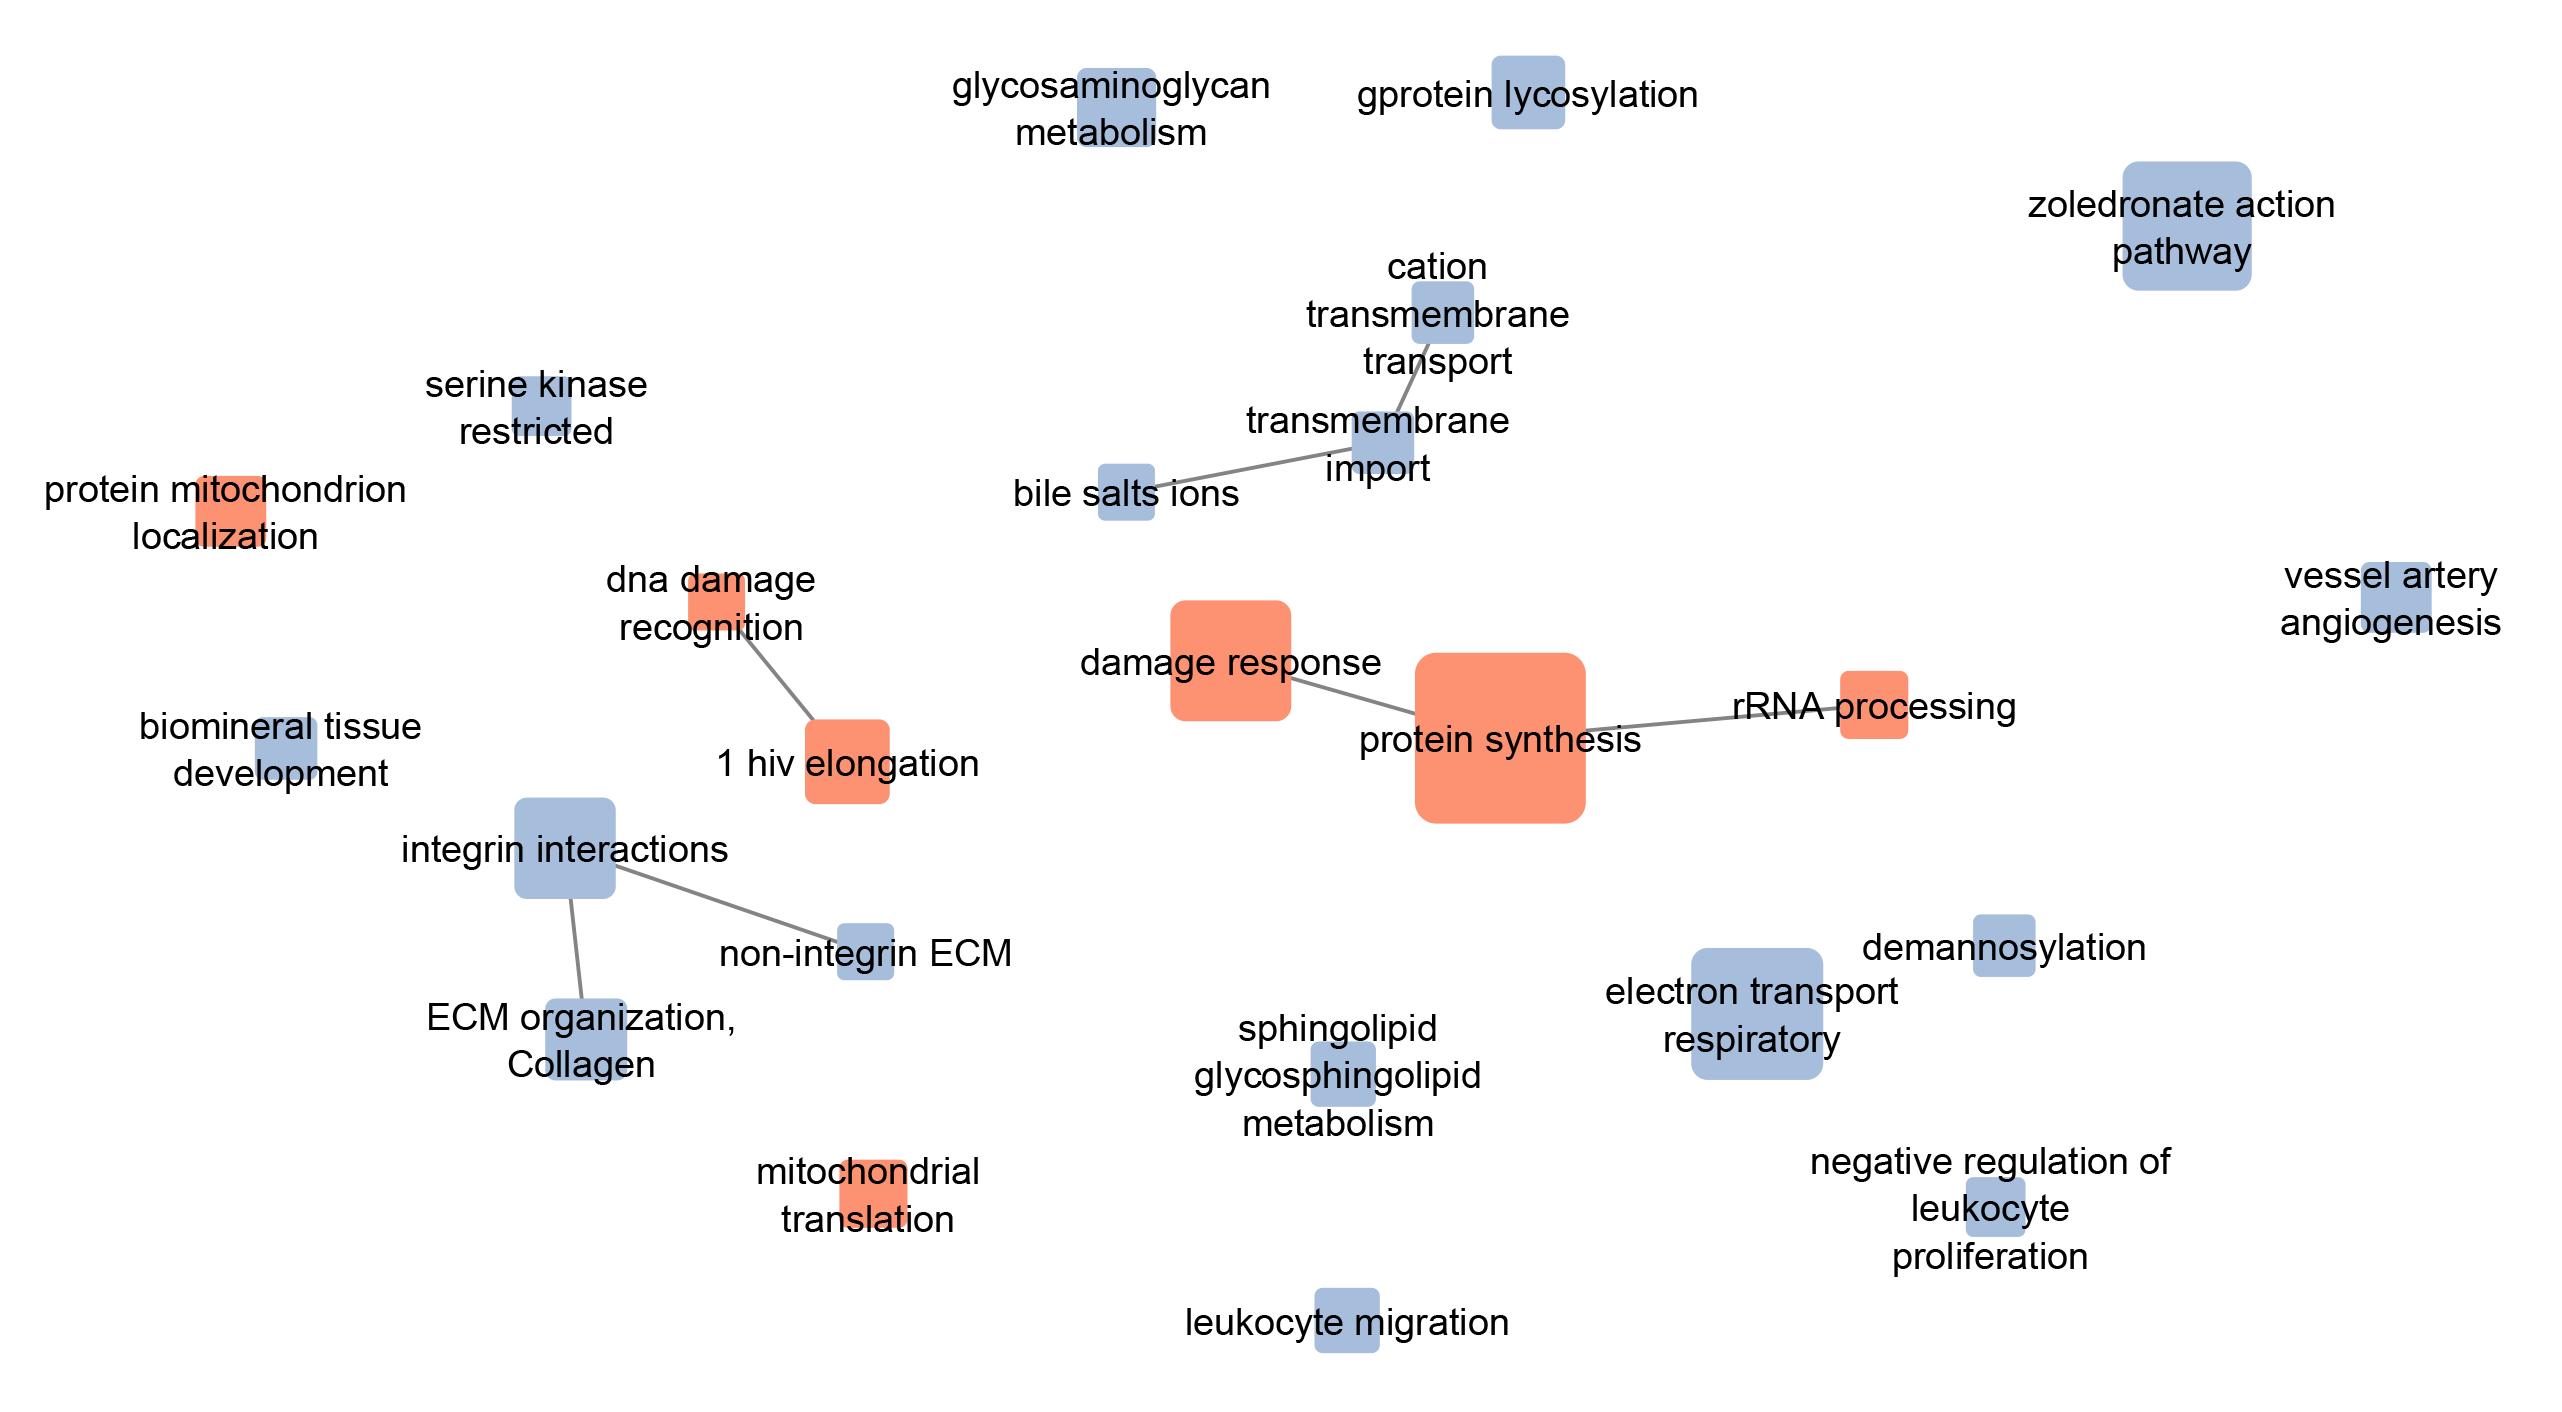 glycosaminoglycan
metabolism
gprotein lycosylation
zoledronate action
pathway
cation
transmembrane
transport
serine kinase
restricted
transmembrane
import
bile salts ions
protein mitochondrion
localization
dna damage
recognition
vessel artery
angiogenesis
damage response
rRNA processing
protein synthesis
biomineral tissue
development
1 hiv elongation
integrin interactions
non-integrin ECM
demannosylation
electron transport
respiratory
ECM organization,
Collagen
sphingolipid
glycosphingolipid
metabolism
mitochondrial
translation
negative regulation of
leukocyte
proliferation
leukocyte migration